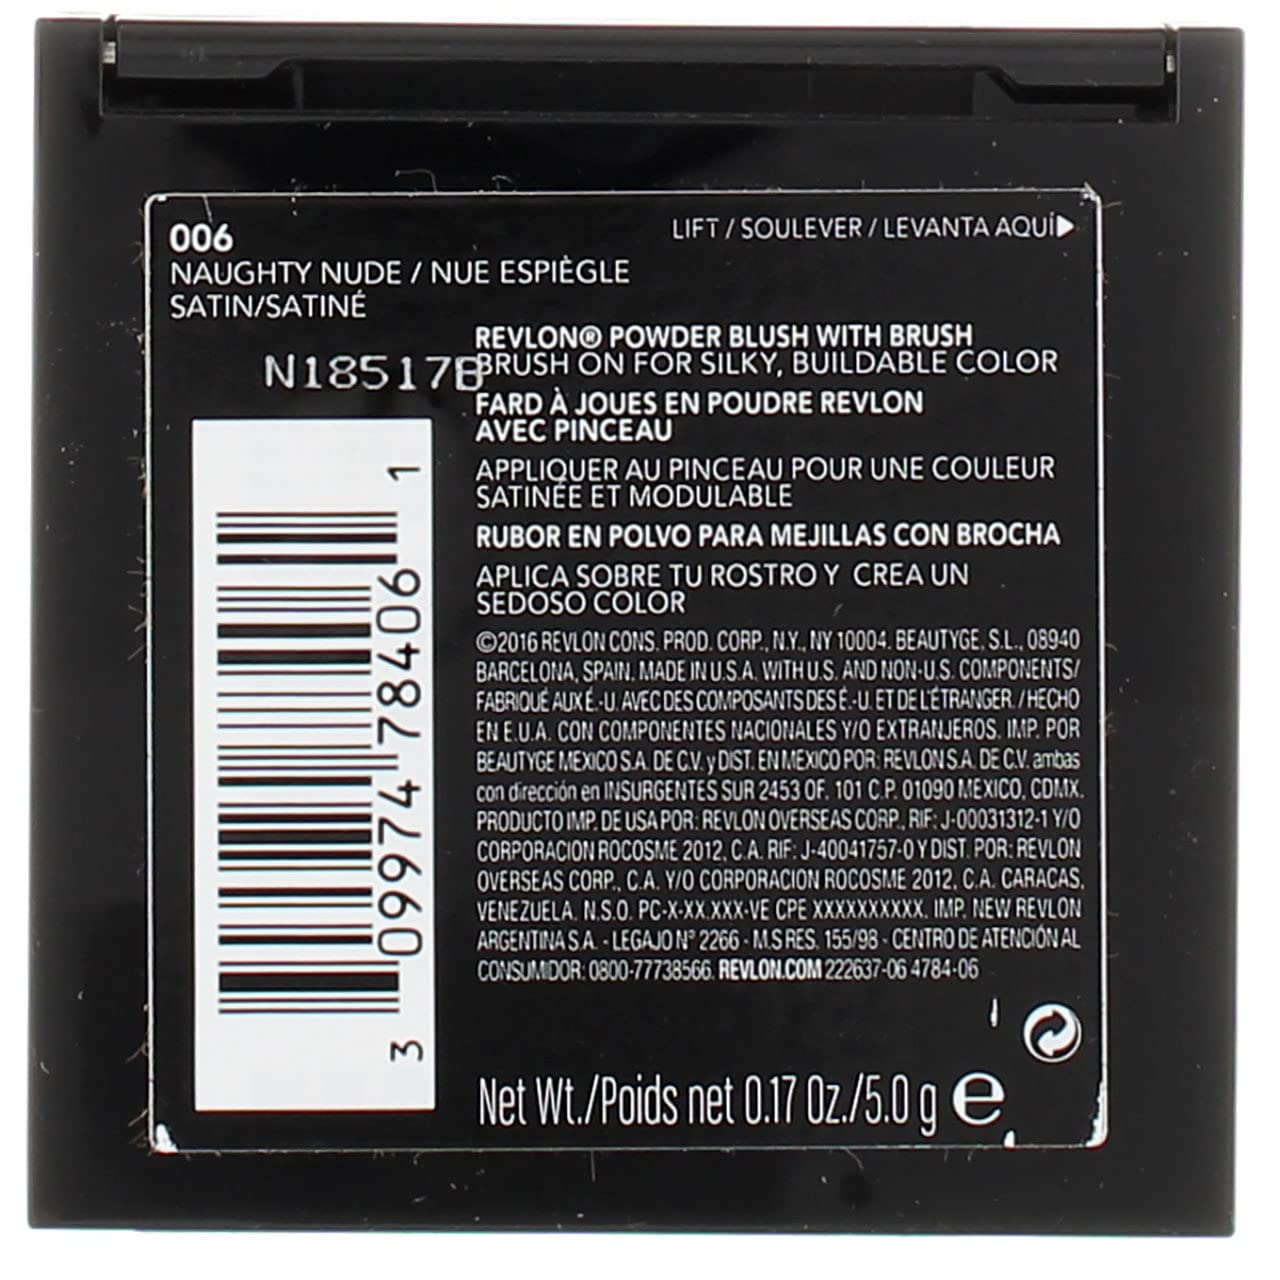 006
NAUGHTY NUDE / NUE ESPIÈGLE
SATIN/SATINÉ
LIFT / SOULEVER / LEVANTA AQUÍ
N18517B
REVLON® POWDER BLUSH WITH BRUSH
BRUSH ON FOR SILKY, BUILDABLE COLOR
FARD À JOUES EN POUDRE REVLON
AVEC PINCEAU
APPLIQUER AU PINCEAU POUR UNE COULEUR
SATINÉE ET MODULABLE
RUBOR EN POLVO PARA MEJILLAS CON BROCHA
APLICA SOBRE TU ROSTRO Y CREA UN
SEDOSO COLOR
©2016 REVLON CONS. PROD. CORP., N.Y., NY 10004. BEAUTYGE, S.L., 08940
BARCELONA, SPAIN. MADE IN U.S.A. WITH U.S. AND NON-U.S. COMPONENTS/
FABRIQUÉ AUX É.-U. AVEC DES COMPOSANTS DES É.-U. ET DE L'ÉTRANGER. / HECHO
EN E.U.A. CON COMPONENTES NACIONALES Y/O EXTRANJEROS. IMP. POR
BEAUTYGE MEXICO S.A. DE C.V. y DIST. EN MEXICO POR: REVLON S.A. DE C.V. ambas
con dirección en INSURGENTES SUR 2453 OF. 101 C.P. 01090 MEXICO, CDMX.
PRODUCTO IMP. DE USA POR: REVLON OVERSEAS CORP., RIF: J-00031312-1 Y/O
CORPORACION ROCOSME 2012, C.A. RIF: J-40041757-0 Y DIST. POR: REVLON
OVERSEAS CORP., C.A. Y/O CORPORACION ROCOSME 2012, C.A. CARACAS,
VENEZUELA. N.S.O. PC-X-XX.XXX-VE CPE XXXXXXXXXX. IMP. NEW REVLON
ARGENTINA S.A. - LEGAJO Nº 2266 - M.S RES. 155/98 - CENTRO DE ATENCIÓN AL
CONSUMIDOR: 0800-77738566. REVLON.COM 222637-06 4784-06
Net Wt./Poids net 0.17 Oz./5.0 g ℮
3 09974 78406 1